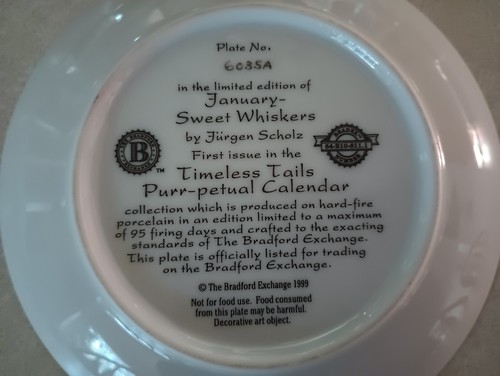 Plate No.
6035A
in the limited edition of
January-
Sweet Whiskers
by Jürgen Scholz
First issue in the
Timeless Tails
Purr-petual Calendar
collection which is produced on hard-fire
porcelain in an edition limited to a maximum
of 95 firing days and crafted to the exacting
standards of The Bradford Exchange.
This plate is officially listed for trading
on the Bradford Exchange.
B
TM
© The Bradford Exchange 1999
Not for food use. Food consumed
from this plate may be harmful.
Decorative art object.